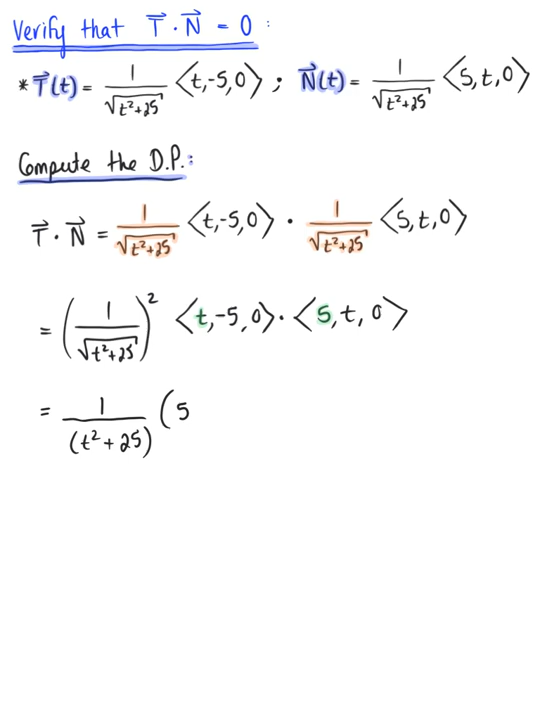 Verify that T⃗ · N⃗ = 0 :
* T⃗(t) = 1/√(t²+25) ⟨t,-5,0⟩ ; N⃗(t) = 1/√(t²+25) ⟨5,t,0⟩
Compute the D.P.:
T⃗ · N⃗ = 1/√(t²+25) ⟨t,-5,0⟩ · 1/√(t²+25) ⟨5,t,0⟩
= (1/√(t²+25))² ⟨t,-5,0⟩ · ⟨5,t,0⟩
= 1/(t²+25) (5